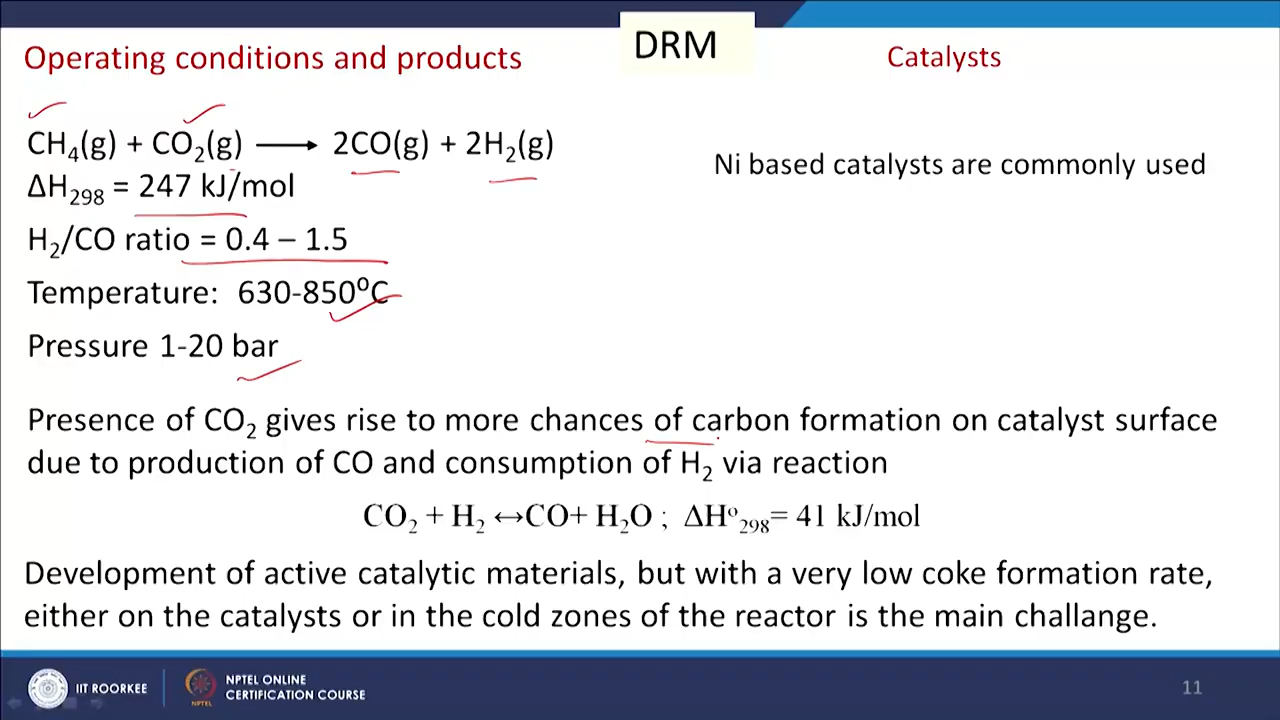 DRM
Operating conditions and products
Catalysts
CH₄(g) + CO₂(g) ⟶ 2CO(g) + 2H₂(g)
Ni based catalysts are commonly used
ΔH₂₉₈ = 247 kJ/mol
H₂/CO ratio = 0.4 – 1.5
Temperature: 630-850⁰C
Pressure 1-20 bar
Presence of CO₂ gives rise to more chances of carbon formation on catalyst surface
due to production of CO and consumption of H₂ via reaction
CO₂ + H₂ ↔CO+ H₂O ; ΔHᵒ₂₉₈= 41 kJ/mol
Development of active catalytic materials, but with a very low coke formation rate,
either on the catalysts or in the cold zones of the reactor is the main challange.
IIT ROORKEE
NPTEL
NPTEL ONLINE
CERTIFICATION COURSE
11